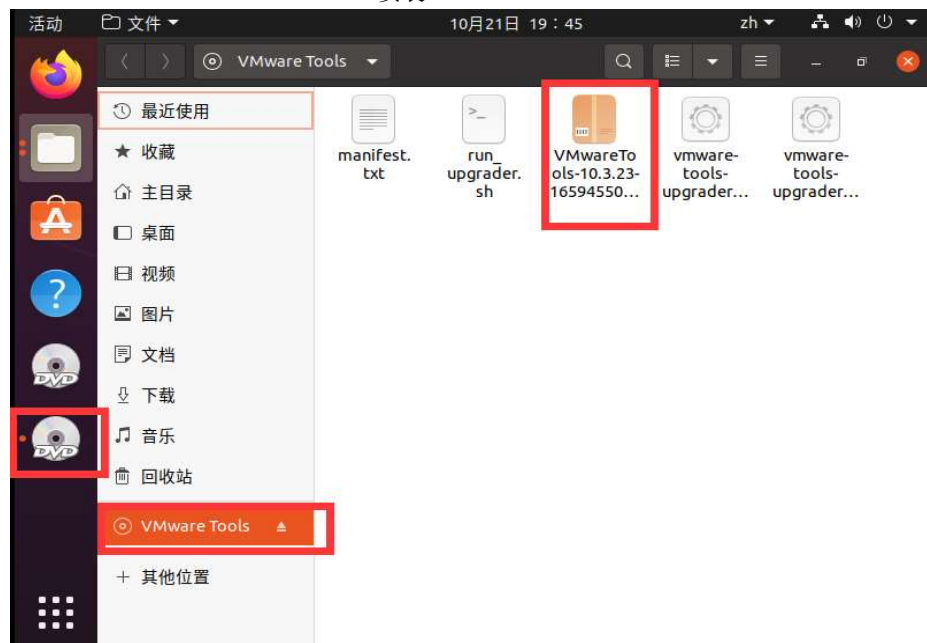 活动 文件 10月21日 19：45 zh
VMware Tools
最近使用
收藏
主目录
桌面
视频
图片
文档
下载
音乐
回收站
VMware Tools
其他位置
manifest.
txt
run_
upgrader.
sh
VMwareTo
ols-10.3.23-
16594550...
vmware-
tools-
upgrader...
vmware-
tools-
upgrader...
DVD
DVD